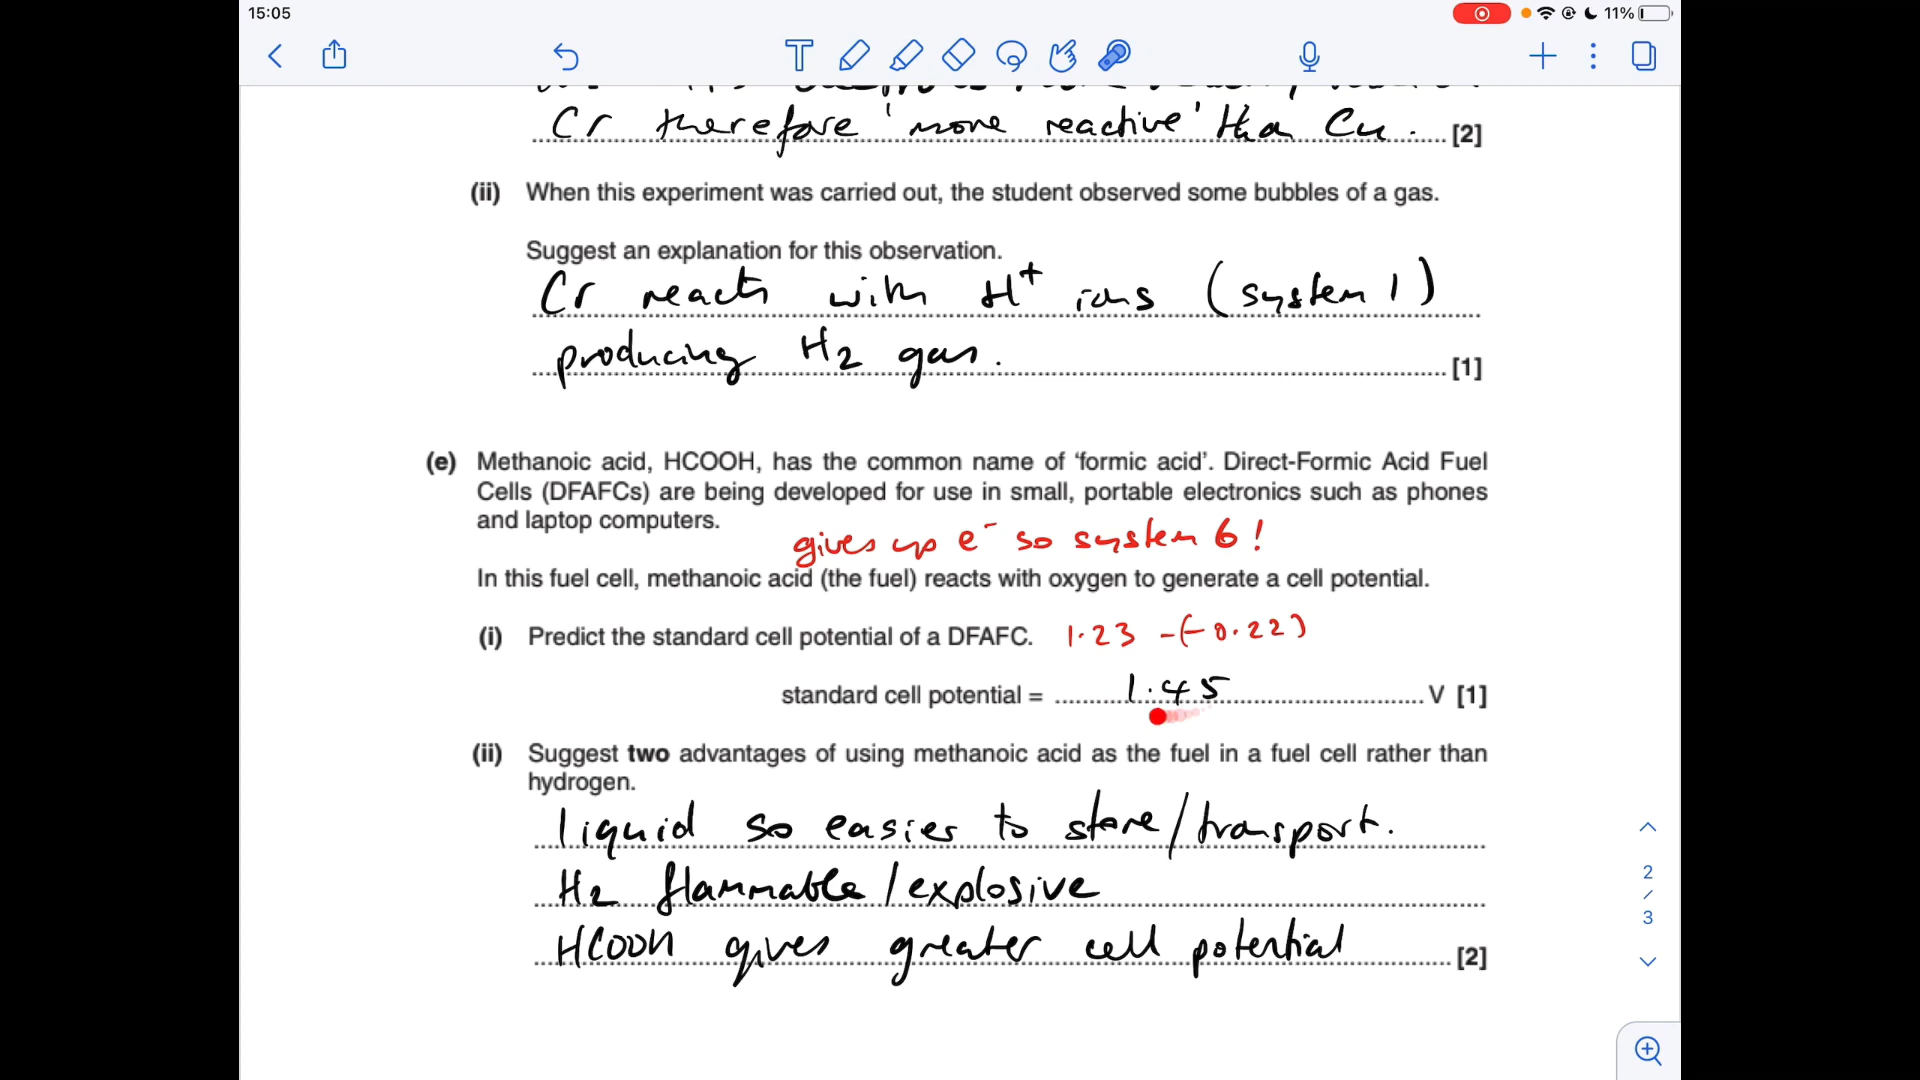 15:05
11%
Cr therefore 'more reactive' than Cu. [2]
(ii) When this experiment was carried out, the student observed some bubbles of a gas.
Suggest an explanation for this observation.
Cr reacts with H+ ions (system 1)
producing H2 gas. [1]
(e) Methanoic acid, HCOOH, has the common name of 'formic acid'. Direct-Formic Acid Fuel
Cells (DFAFCs) are being developed for use in small, portable electronics such as phones
and laptop computers.
gives up e- so system 6!
In this fuel cell, methanoic acid (the fuel) reacts with oxygen to generate a cell potential.
(i) Predict the standard cell potential of a DFAFC. 1.23 -(-0.22)
standard cell potential = 1.45 V [1]
(ii) Suggest two advantages of using methanoic acid as the fuel in a fuel cell rather than
hydrogen.
liquid so easier to store/transport.
H2 flammable/explosive
HCOOH gives greater cell potential [2]
2
/
3